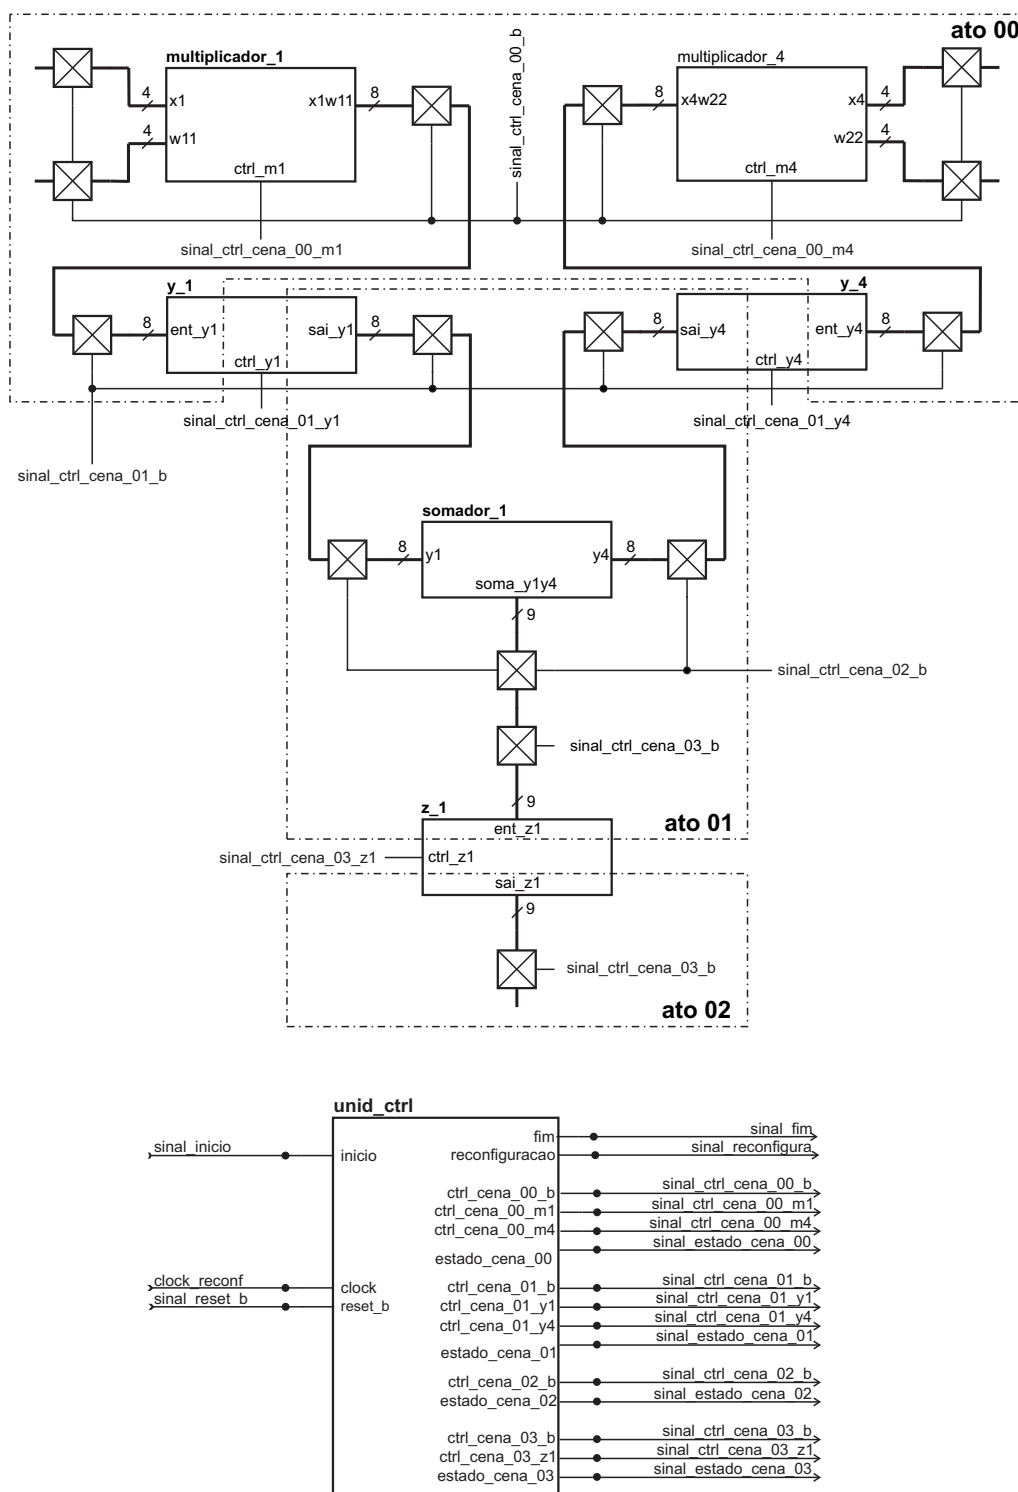 ato 00
multiplicador_1
sinal_ctrl_cena_00_b
multiplicador_4
4
x1
x1w11
8
8
x4w22
x4
4
4
w11
w22
4
ctrl_m1
ctrl_m4
sinal_ctrl_cena_00_m1
sinal_ctrl_cena_00_m4
y_1
y_4
8
ent_y1
sai_y1
8
8
sai_y4
ent_y4
8
ctrl_y1
ctrl_y4
sinal_ctrl_cena_01_y1
sinal_ctrl_cena_01_y4
sinal_ctrl_cena_01_b
somador_1
8
y1
y4
8
soma_y1y4
9
sinal_ctrl_cena_02_b
sinal_ctrl_cena_03_b
9
z_1
ato 01
ent_z1
sinal_ctrl_cena_03_z1
ctrl_z1
sai_z1
9
sinal_ctrl_cena_03_b
ato 02
unid_ctrl
fim
sinal_fim
sinal_inicio
inicio
reconfiguracao
sinal_reconfigura
ctrl_cena_00_b
sinal_ctrl_cena_00_b
ctrl_cena_00_m1
sinal_ctrl_cena_00_m1
ctrl_cena_00_m4
sinal_ctrl_cena_00_m4
estado_cena_00
sinal_estado_cena_00
clock_reconf
clock
ctrl_cena_01_b
sinal_ctrl_cena_01_b
sinal_reset_b
reset_b
ctrl_cena_01_y1
sinal_ctrl_cena_01_y1
ctrl_cena_01_y4
sinal_ctrl_cena_01_y4
estado_cena_01
sinal_estado_cena_01
ctrl_cena_02_b
sinal_ctrl_cena_02_b
estado_cena_02
sinal_estado_cena_02
ctrl_cena_03_b
sinal_ctrl_cena_03_b
ctrl_cena_03_z1
sinal_ctrl_cena_03_z1
estado_cena_03
sinal_estado_cena_03